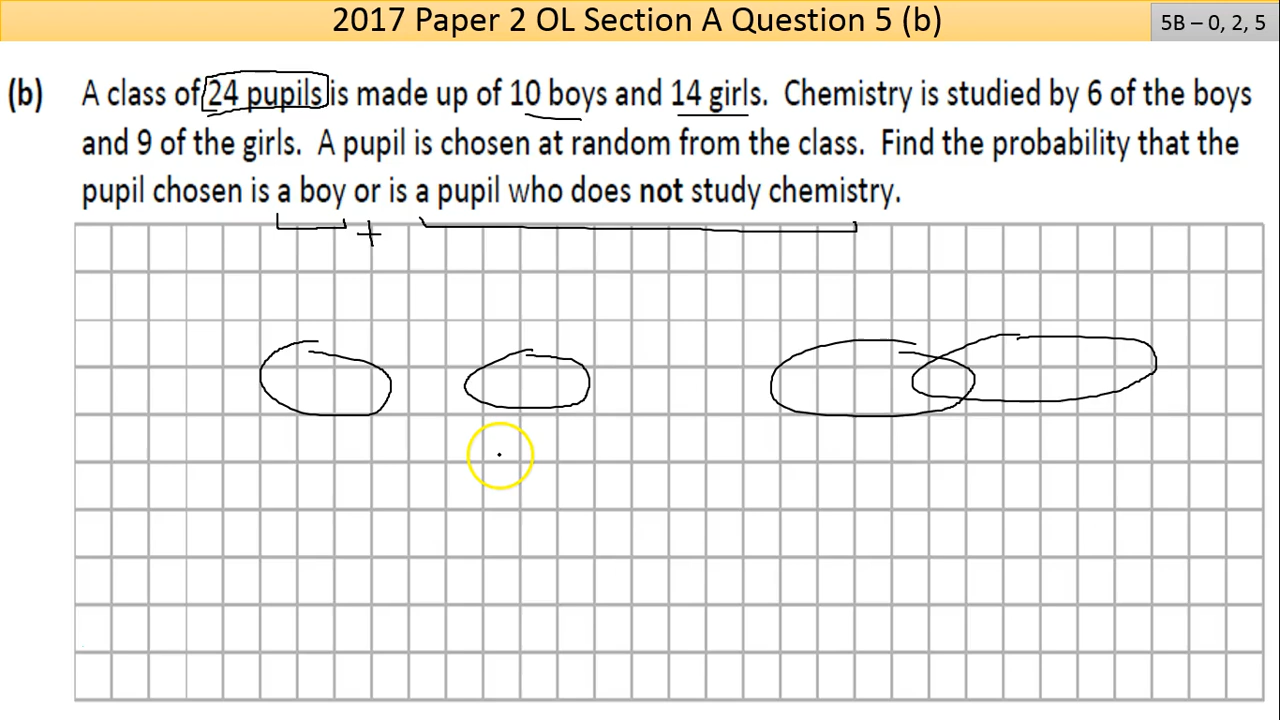 2017 Paper 2 OL Section A Question 5 (b)
5B – 0, 2, 5
(b) A class of 24 pupils is made up of 10 boys and 14 girls. Chemistry is studied by 6 of the boys
and 9 of the girls. A pupil is chosen at random from the class. Find the probability that the
pupil chosen is a boy or is a pupil who does not study chemistry.
+